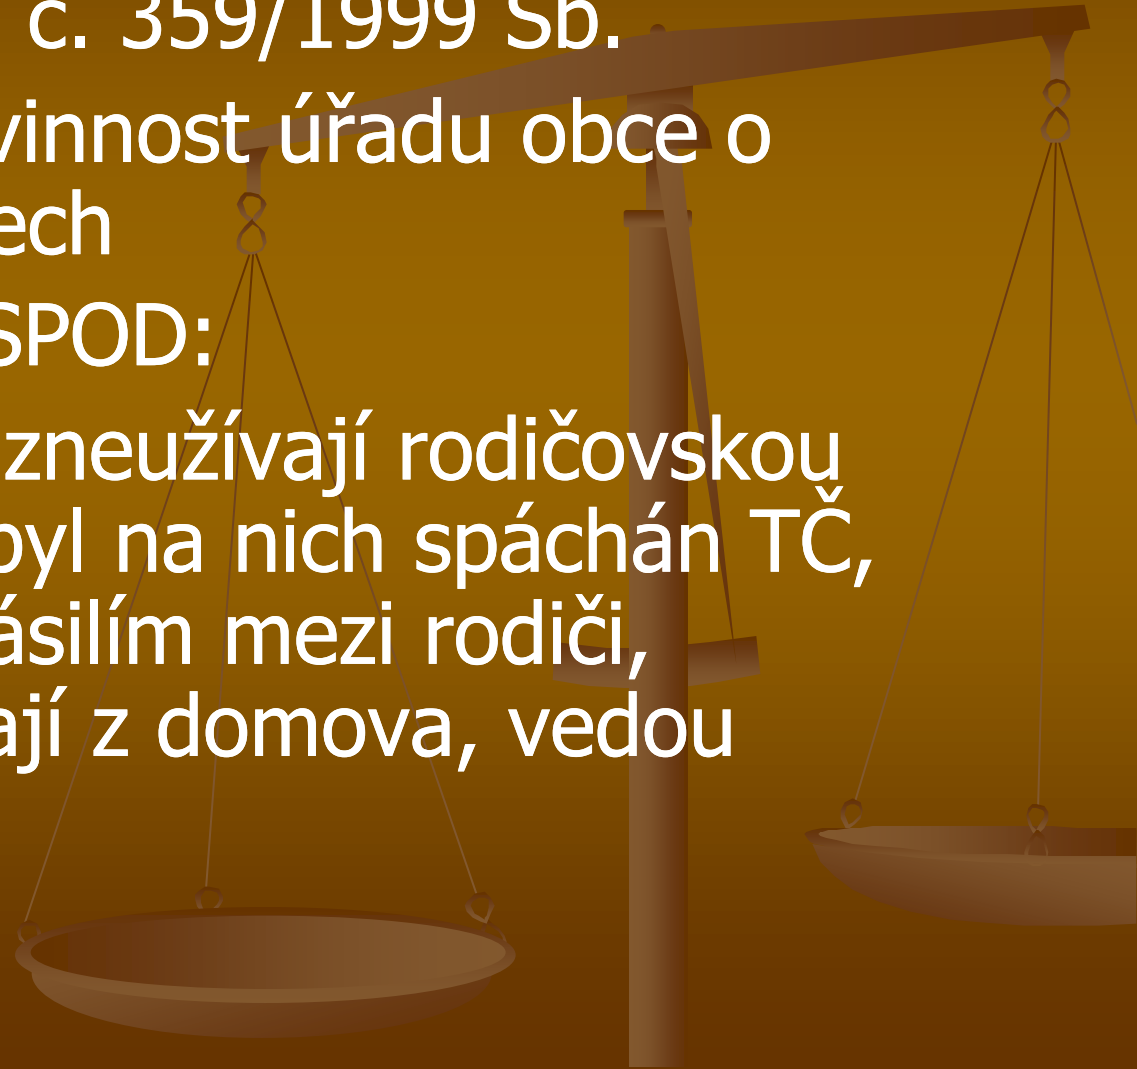 č. 359/1999 Sb.
vinnost úřadu obce o
ech
SPOD:
zneužívají rodičovskou
byl na nich spáchán TČ,
ásilím mezi rodiči,
ají z domova, vedou